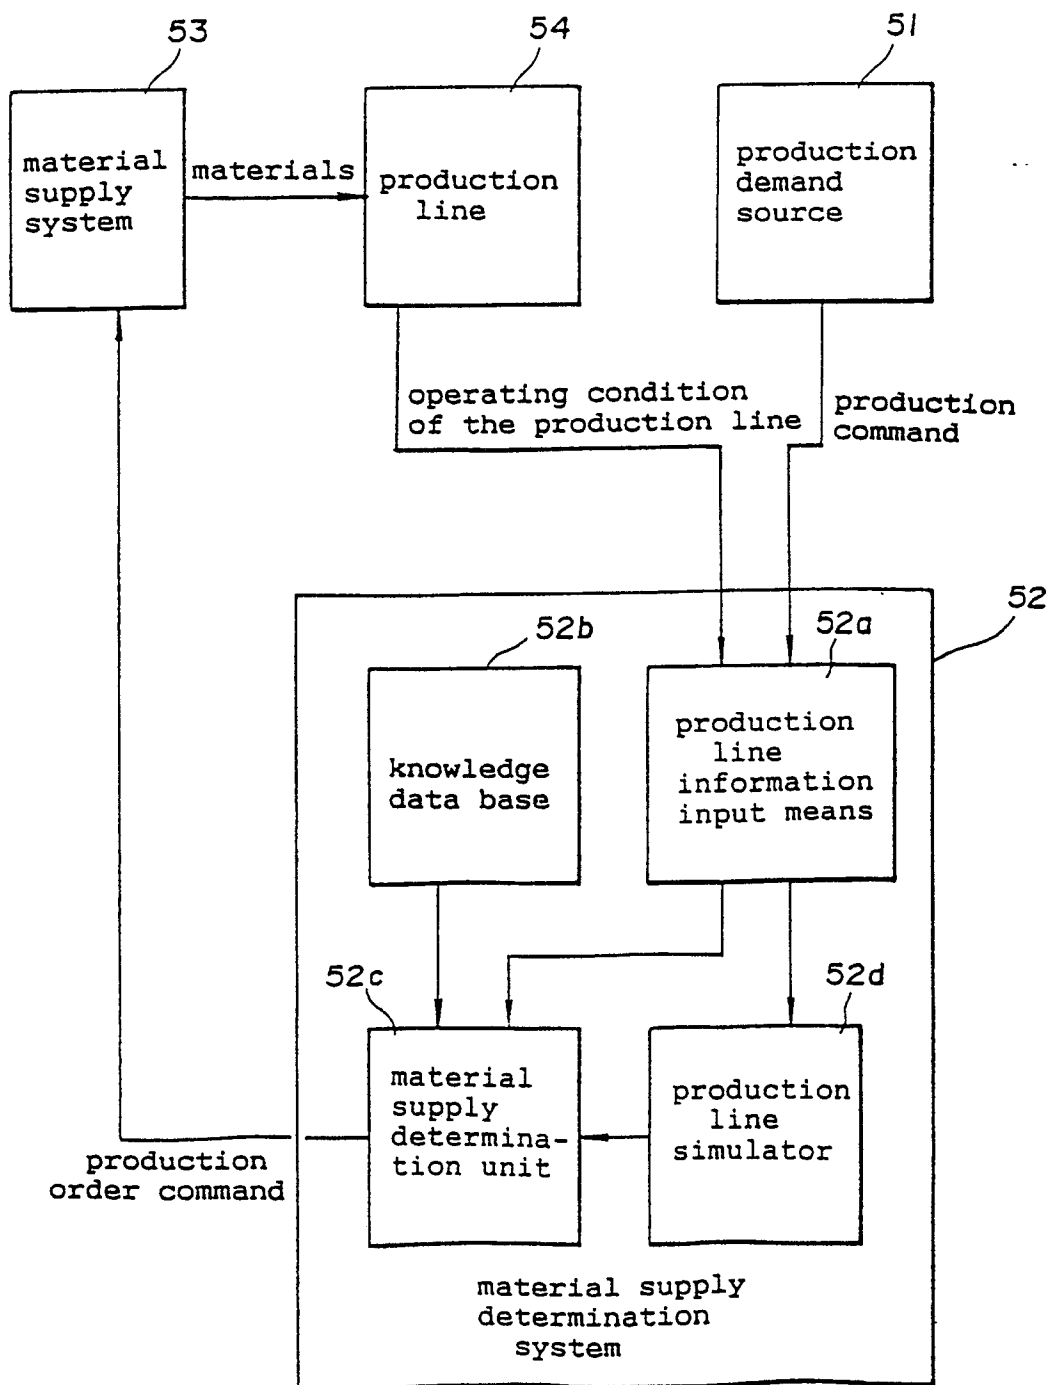 53
54
51
material
supply
system
materials
production
line
production
demand
source
operating condition
of the production line
production
command
52
52b
52a
knowledge
data base
production
line
information
input means
52c
52d
material
supply
determina-
tion unit
production
line
simulator
production
order command
material supply
determination
system